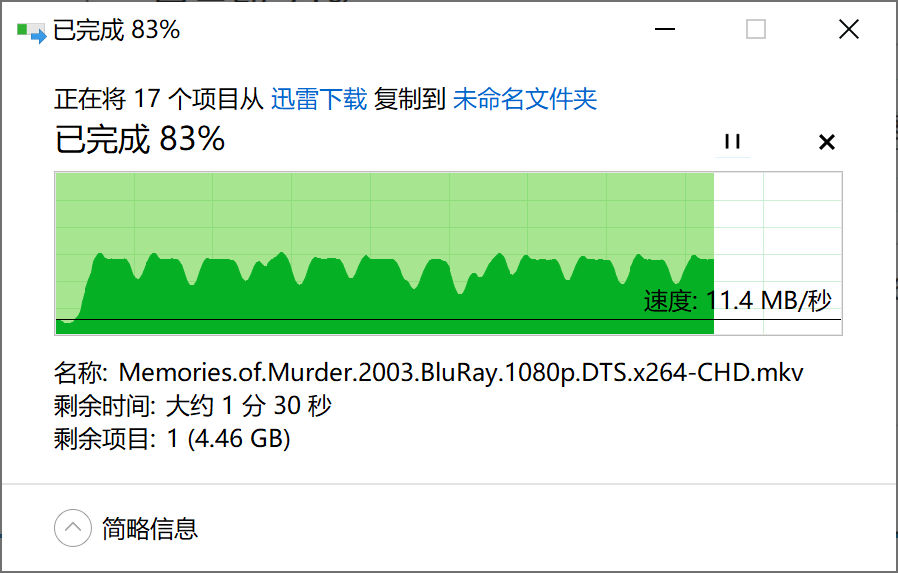 已完成 83%
正在将 17 个项目从 迅雷下载 复制到 未命名文件夹
已完成 83%
速度: 11.4 MB/秒
名称: Memories.of.Murder.2003.BluRay.1080p.DTS.x264-CHD.mkv
剩余时间: 大约 1 分 30 秒
剩余项目: 1 (4.46 GB)
简略信息